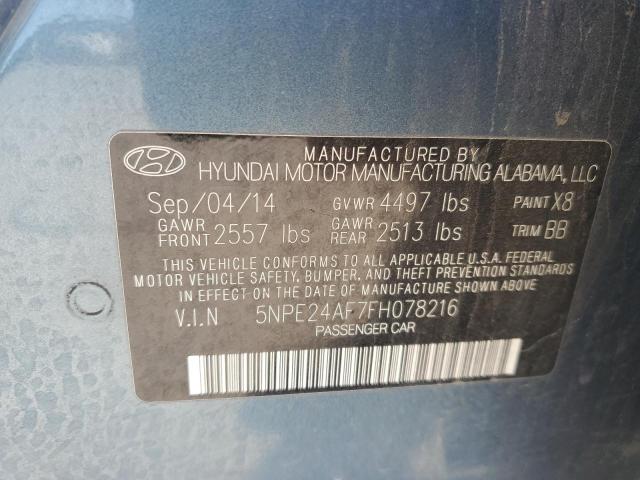 MANUFACTURED BY
HYUNDAI MOTOR MANUFACTURING ALABAMA, LLC
Sep/04/14 GVWR 4497 lbs PAINT X8
GAWR FRONT 2557 lbs GAWR REAR 2513 lbs TRIM BB
THIS VEHICLE CONFORMS TO ALL APPLICABLE U.S.A. FEDERAL
MOTOR VEHICLE SAFETY, BUMPER, AND THEFT PREVENTION STANDARDS
IN EFFECT ON THE DATE OF MANUFACTURE SHOWN ABOVE.
V.I.N 5NPE24AF7FH078216
PASSENGER CAR